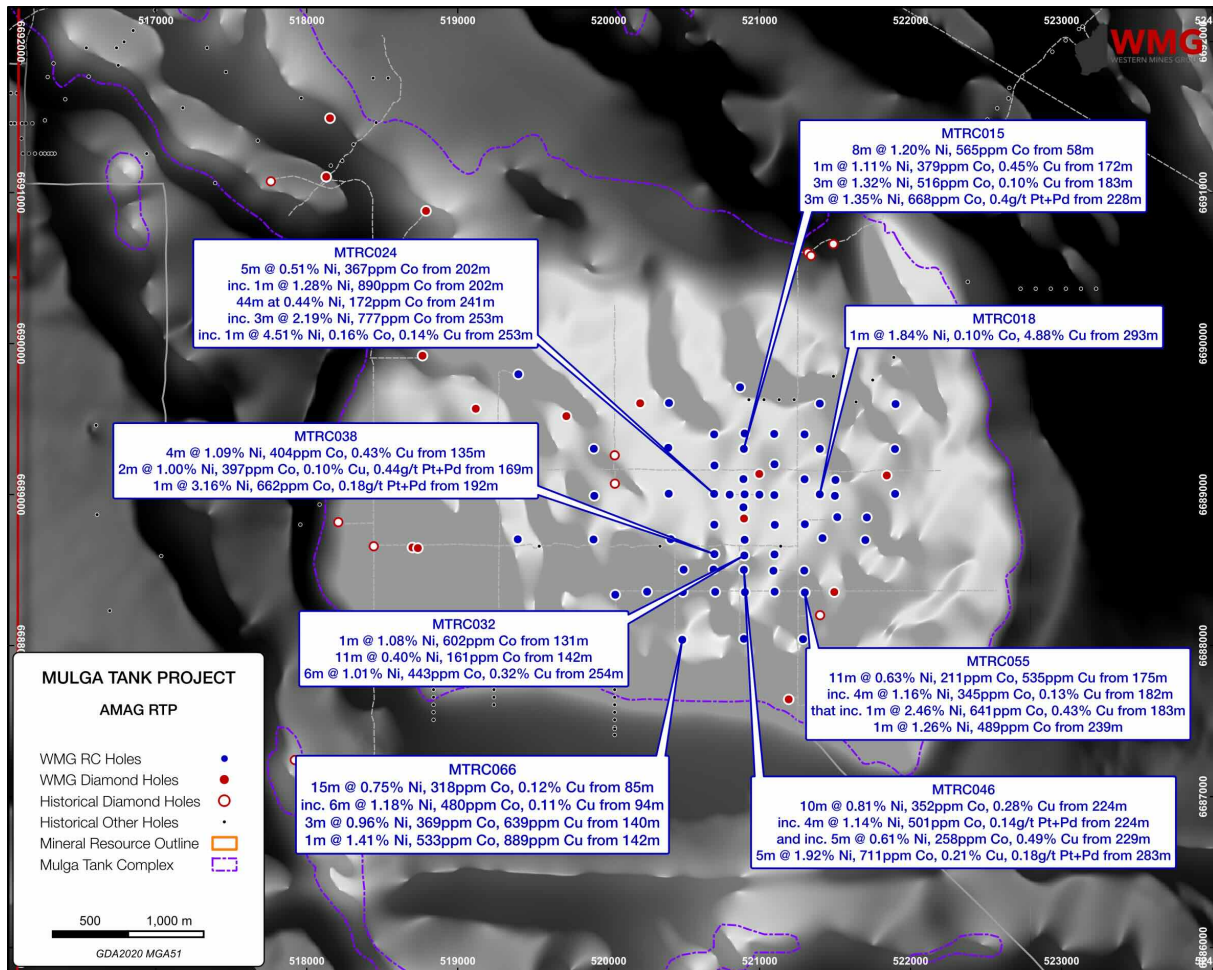 517000
518000
519000
520000
521000
522000
523000
524
6692000
6692000
WMG
WESTERN MINES GROUP
MTRC015
8m @ 1.20% Ni, 565ppm Co from 58m
1m @ 1.11% Ni, 379ppm Co, 0.45% Cu from 172m
3m @ 1.32% Ni, 516ppm Co, 0.10% Cu from 183m
3m @ 1.35% Ni, 668ppm Co, 0.4g/t Pt+Pd from 228m
6691000
6691000
MTRC024
5m @ 0.51% Ni, 367ppm Co from 202m
inc. 1m @ 1.28% Ni, 890ppm Co from 202m
44m at 0.44% Ni, 172ppm Co from 241m
inc. 3m @ 2.19% Ni, 777ppm Co from 253m
inc. 1m @ 4.51% Ni, 0.16% Co, 0.14% Cu from 253m
MTRC018
1m @ 1.84% Ni, 0.10% Co, 4.88% Cu from 293m
6690000
6690000
MTRC038
4m @ 1.09% Ni, 404ppm Co, 0.43% Cu from 135m
2m @ 1.00% Ni, 397ppm Co, 0.10% Cu, 0.44g/t Pt+Pd from 169m
1m @ 3.16% Ni, 662ppm Co, 0.18g/t Pt+Pd from 192m
6689000
6689000
MTRC032
1m @ 1.08% Ni, 602ppm Co from 131m
11m @ 0.40% Ni, 161ppm Co from 142m
6m @ 1.01% Ni, 443ppm Co, 0.32% Cu from 254m
6688000
MTRC055
11m @ 0.63% Ni, 211ppm Co, 535ppm Cu from 175m
inc. 4m @ 1.16% Ni, 345ppm Co, 0.13% Cu from 182m
that inc. 1m @ 2.46% Ni, 641ppm Co, 0.43% Cu from 183m
1m @ 1.26% Ni, 489ppm Co from 239m
MTRC066
15m @ 0.75% Ni, 318ppm Co, 0.12% Cu from 85m
inc. 6m @ 1.18% Ni, 480ppm Co, 0.11% Cu from 94m
3m @ 0.96% Ni, 369ppm Co, 639ppm Cu from 140m
1m @ 1.41% Ni, 533ppm Co, 889ppm Cu from 142m
MTRC046
10m @ 0.81% Ni, 352ppm Co, 0.28% Cu from 224m
inc. 4m @ 1.14% Ni, 501ppm Co, 0.14g/t Pt+Pd from 224m
and inc. 5m @ 0.61% Ni, 258ppm Co, 0.49% Cu from 229m
5m @ 1.92% Ni, 711ppm Co, 0.21% Cu, 0.18g/t Pt+Pd from 283m
6687000
6686000
MULGA TANK PROJECT
AMAG RTP
WMG RC Holes
WMG Diamond Holes
Historical Diamond Holes
Historical Other Holes
Mineral Resource Outline
Mulga Tank Complex
500
1,000 m
GDA2020 MGA51
518000
519000
520000
521000
522000
523000
524